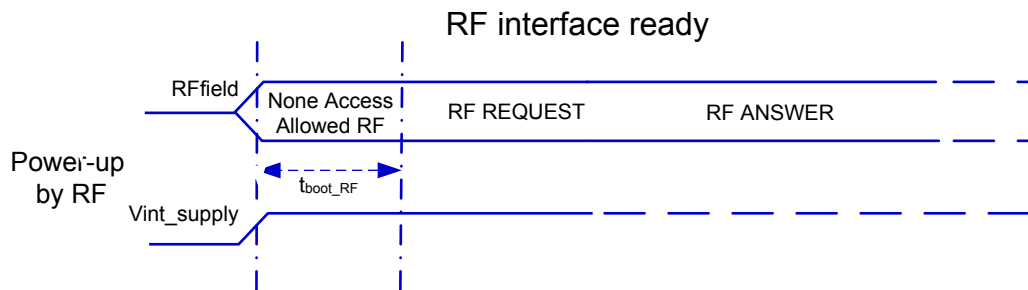 RF interface ready
RFfield
None Access
Allowed RF
RF REQUEST
RF ANSWER
Power-up
by RF
tboot_RF
Vint_supply